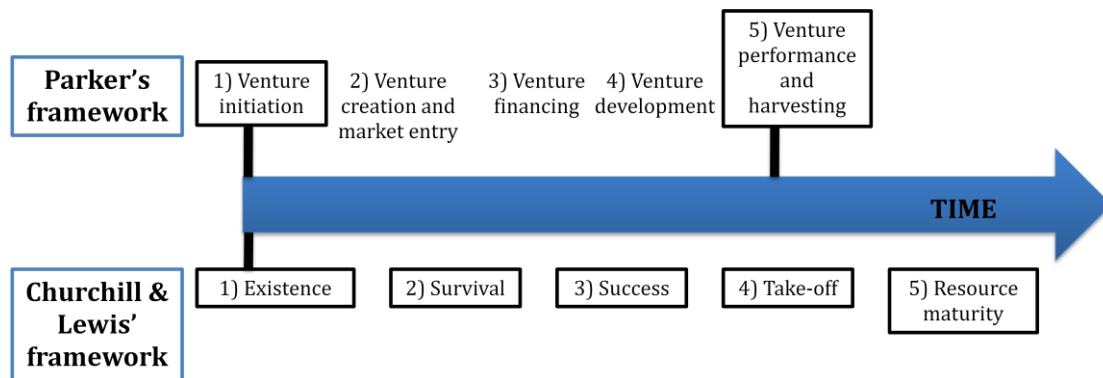 Parker's
framework
1) Venture
initiation
2) Venture
creation and
market entry
3) Venture
financing
4) Venture
development
5) Venture
performance
and
harvesting
TIME
Churchill &
Lewis'
framework
1) Existence
2) Survival
3) Success
4) Take-off
5) Resource
maturity